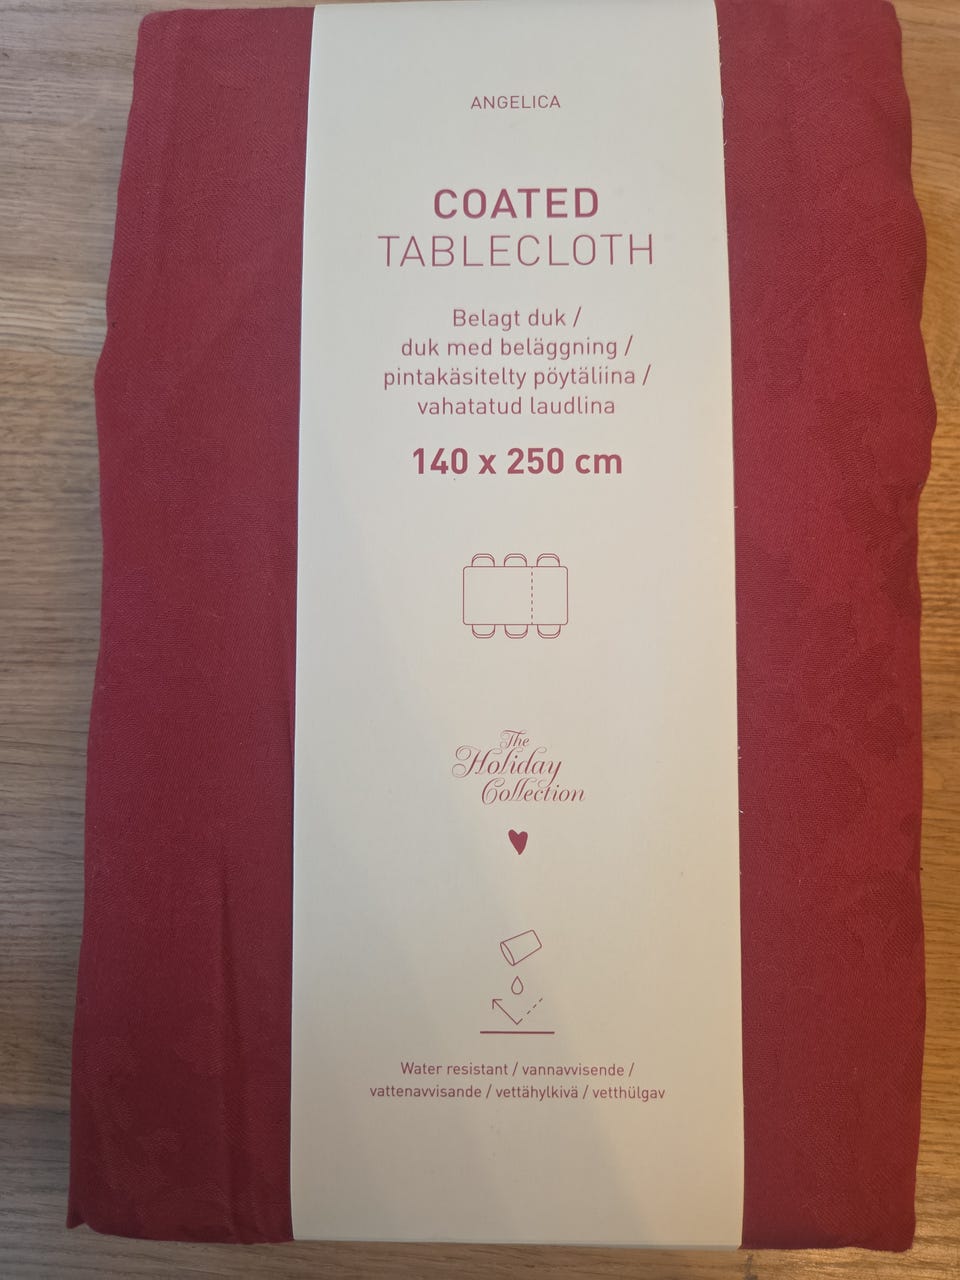 ANGELICA
COATED
TABLECLOTH
Belagt duk /
duk med beläggning /
pintakäsitelty pöytäliina /
vahatatud laudlina
140 x 250 cm
The
Holiday
Collection
Water resistant / vannavvisende /
vattenavvisande / vettähylkivä / vetthülgav